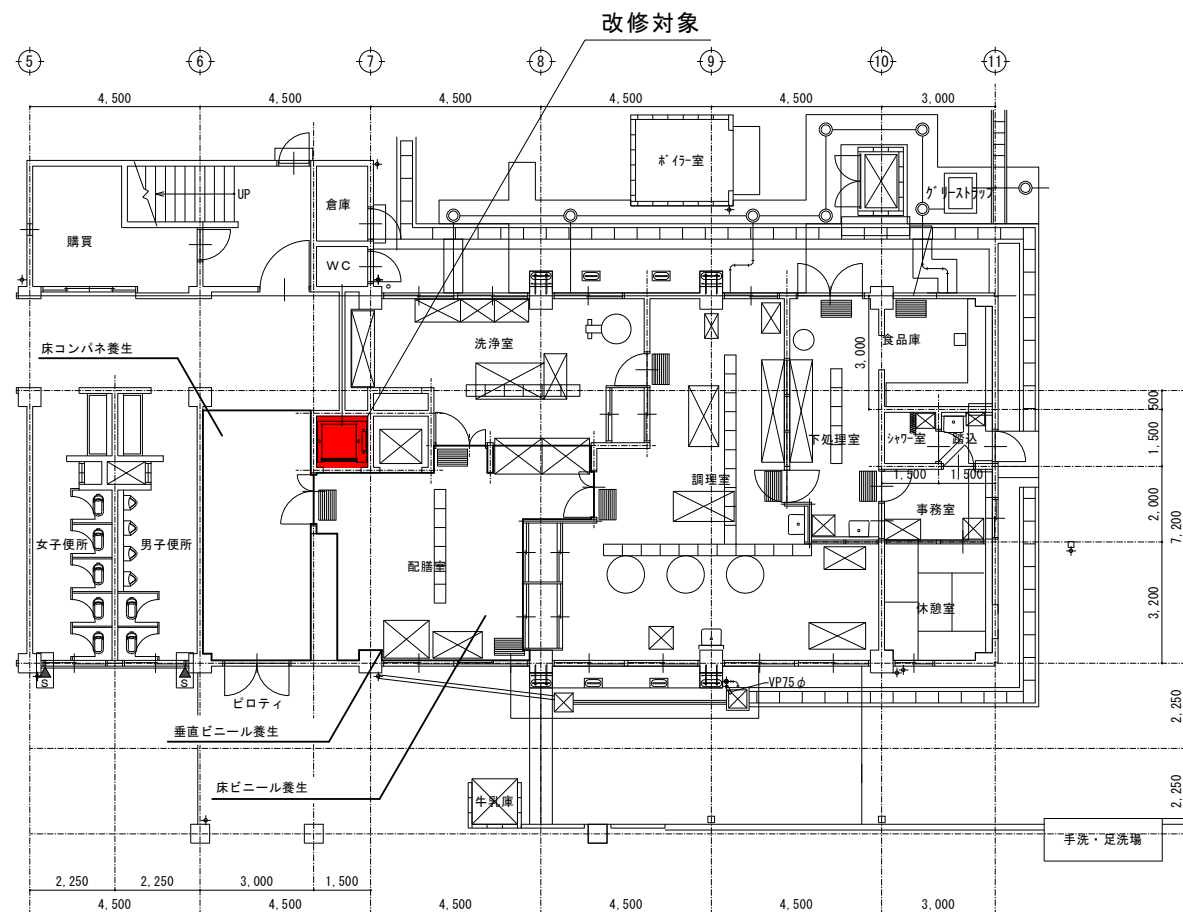 改修対象
5
6
7
8
9
10
11
4,500
4,500
4,500
4,500
4,500
3,000
ﾎﾞｲﾗｰ室
ｸﾞﾘｰｽﾄﾗｯﾌﾟ
UP
倉庫
購買
WC
洗浄室
食品庫
3,000
床コンパネ養生
500
1,500
下処理室
ｼｬﾜｰ室
踏込
調理室
1,500
1,500
事務室
2,000
7,200
女子便所
男子便所
配膳室
休憩室
3,200
S
S
ピロティ
VP75φ
垂直ビニール養生
2,250
床ビニール養生
牛乳庫
2,250
手洗・足洗場
2,250
2,250
3,000
1,500
4,500
4,500
4,500
4,500
4,500
3,000